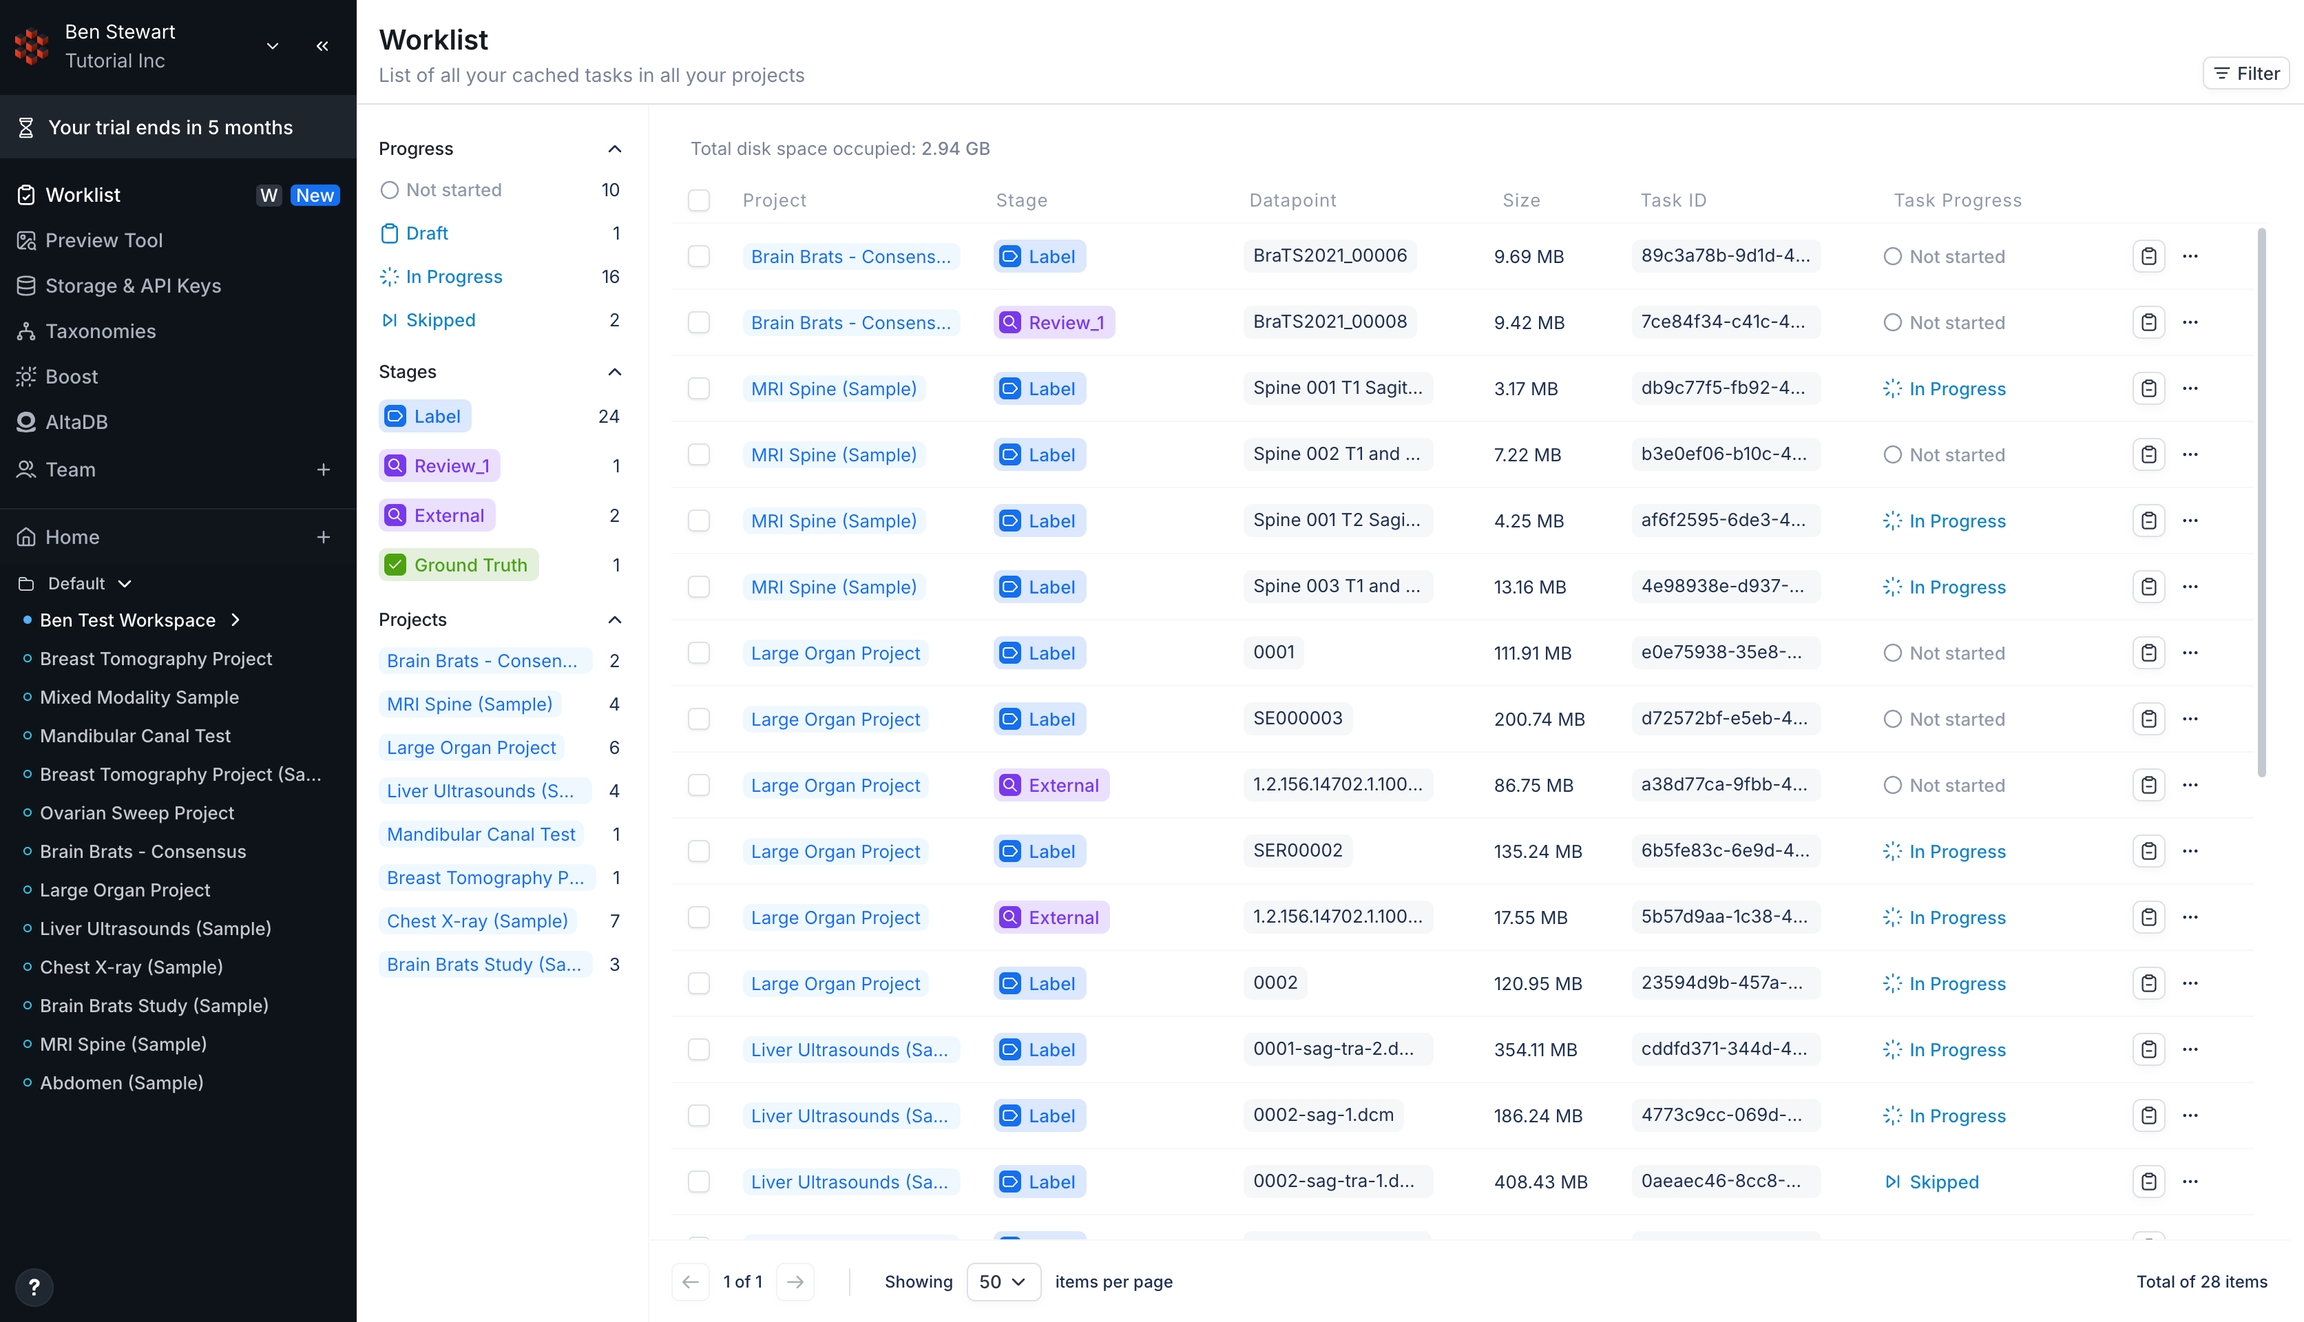 Ben Stewart
Tutorial Inc
Your trial ends in 5 months
Worklist W New
Preview Tool
Storage & API Keys
Taxonomies
Boost
AltaDB
Team
Home
Default
Ben Test Workspace
Breast Tomography Project
Mixed Modality Sample
Mandibular Canal Test
Breast Tomography Project (Sa...
Ovarian Sweep Project
Brain Brats - Consensus
Large Organ Project
Liver Ultrasounds (Sample)
Chest X-ray (Sample)
Brain Brats Study (Sample)
MRI Spine (Sample)
Abdomen (Sample)
?
Worklist
List of all your cached tasks in all your projects
Filter
Progress
Not started 10
Draft 1
In Progress 16
Skipped 2
Stages
Label 24
Review_1 1
External 2
Ground Truth 1
Projects
Brain Brats - Consen... 2
MRI Spine (Sample) 4
Large Organ Project 6
Liver Ultrasounds (S... 4
Mandibular Canal Test 1
Breast Tomography P... 1
Chest X-ray (Sample) 7
Brain Brats Study (Sa... 3
Total disk space occupied: 2.94 GB
Project Stage Datapoint Size Task ID Task Progress
Brain Brats - Consens... Label BraTS2021_00006 9.69 MB 89c3a78b-9d1d-4... Not started
Brain Brats - Consens... Review_1 BraTS2021_00008 9.42 MB 7ce84f34-c41c-4... Not started
MRI Spine (Sample) Label Spine 001 T1 Sagit... 3.17 MB db9c77f5-fb92-4... In Progress
MRI Spine (Sample) Label Spine 002 T1 and ... 7.22 MB b3e0ef06-b10c-4... Not started
MRI Spine (Sample) Label Spine 001 T2 Sagi... 4.25 MB af6f2595-6de3-4... In Progress
MRI Spine (Sample) Label Spine 003 T1 and ... 13.16 MB 4e98938e-d937-... In Progress
Large Organ Project Label 0001 111.91 MB e0e75938-35e8-... Not started
Large Organ Project Label SE000003 200.74 MB d72572bf-e5eb-4... Not started
Large Organ Project External 1.2.156.14702.1.100... 86.75 MB a38d77ca-9fbb-4... Not started
Large Organ Project Label SER00002 135.24 MB 6b5fe83c-6e9d-4... In Progress
Large Organ Project External 1.2.156.14702.1.100... 17.55 MB 5b57d9aa-1c38-4... In Progress
Large Organ Project Label 0002 120.95 MB 23594d9b-457a-... In Progress
Liver Ultrasounds (Sa... Label 0001-sag-tra-2.d... 354.11 MB cddfd371-344d-4... In Progress
Liver Ultrasounds (Sa... Label 0002-sag-1.dcm 186.24 MB 4773c9cc-069d-... In Progress
Liver Ultrasounds (Sa... Label 0002-sag-tra-1.d... 408.43 MB 0aeaec46-8cc8-... Skipped
1 of 1 Showing 50 items per page Total of 28 items